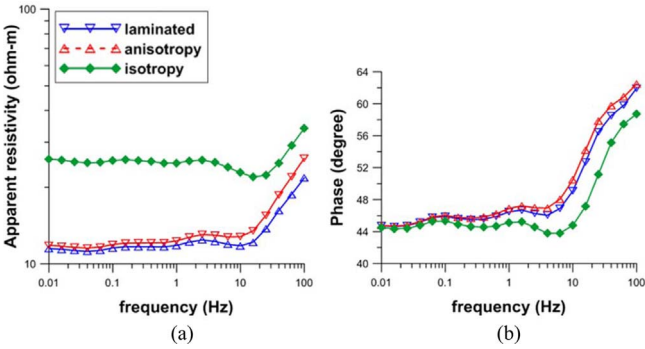 100
laminated
anisotropy
isotropy
Apparent resistivity (ohm-m)
10
0.01 0.1 1 10 100
frequency (Hz)
(a)
64
60
56
52
48
44
40
Phase (degree)
0.01 0.1 1 10 100
frequency (Hz)
(b)